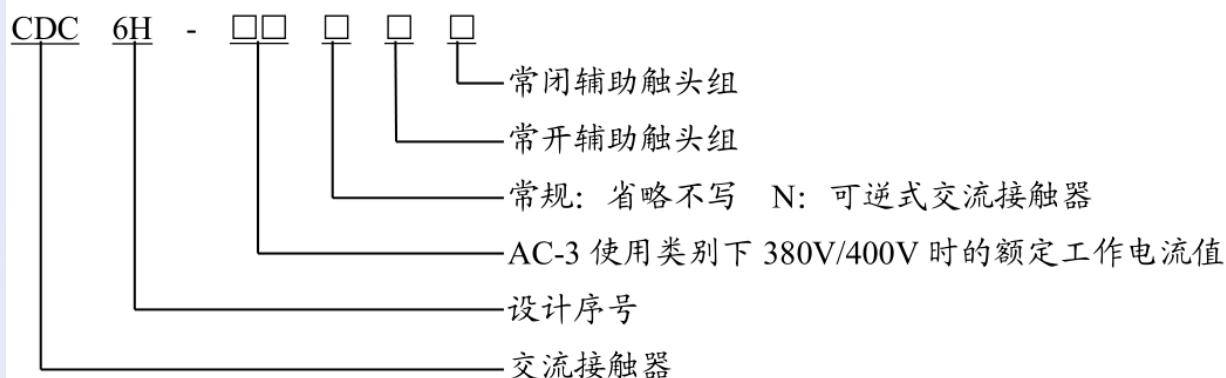 CDC 6H - □□ □ □ □
常闭辅助触头组
常开辅助触头组
常规：省略不写 N：可逆式交流接触器
AC-3 使用类别下 380V/400V 时的额定工作电流值
设计序号
交流接触器